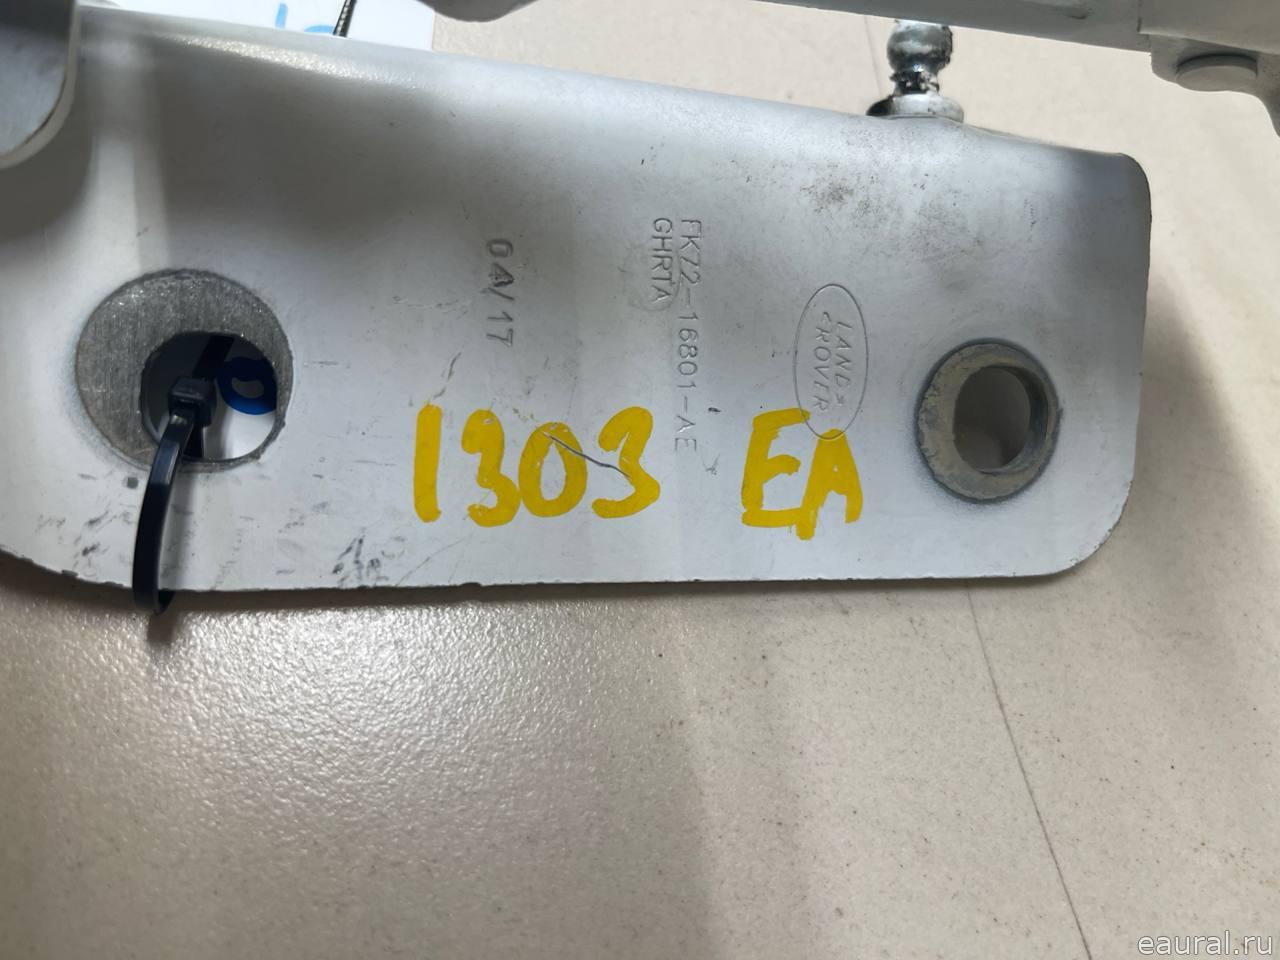 04/17
FK72-16801-AE
GHRTA
LAND
ROVER
1303 EA
eaural.ru